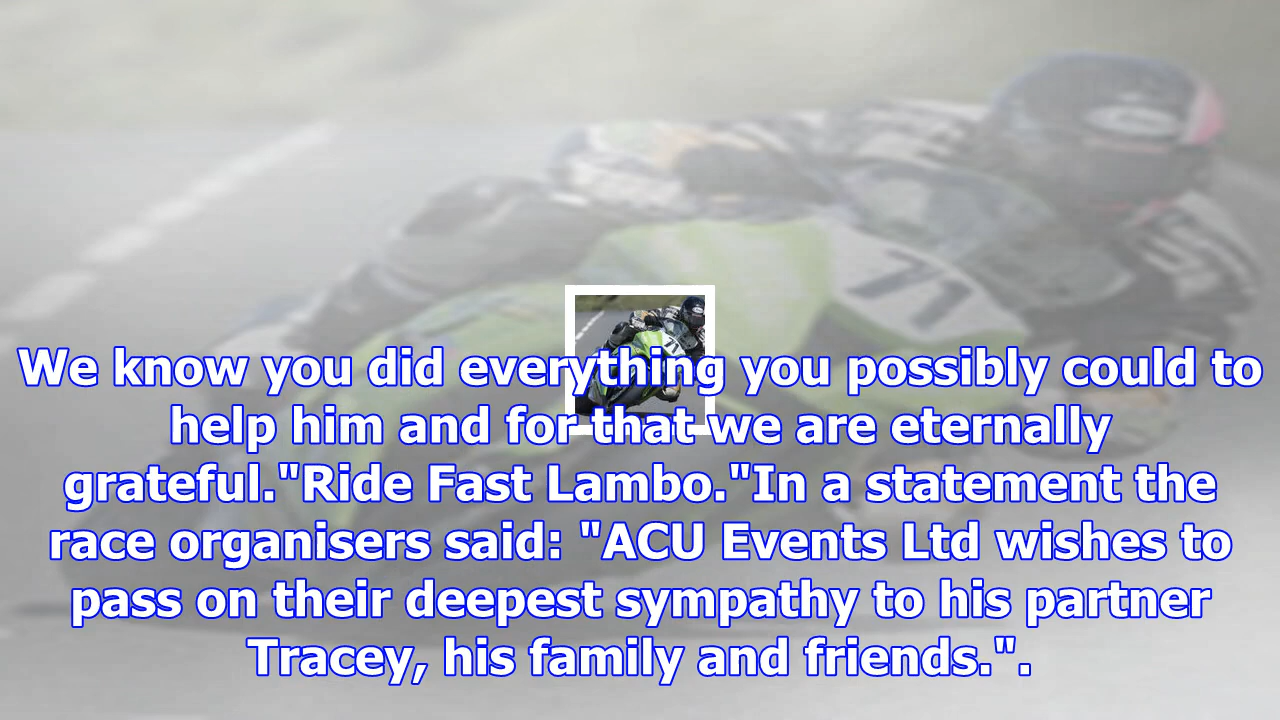 71
We know you did everything you possibly could to
help him and for that we are eternally
grateful."Ride Fast Lambo."In a statement the
race organisers said: "ACU Events Ltd wishes to
pass on their deepest sympathy to his partner
Tracey, his family and friends.".